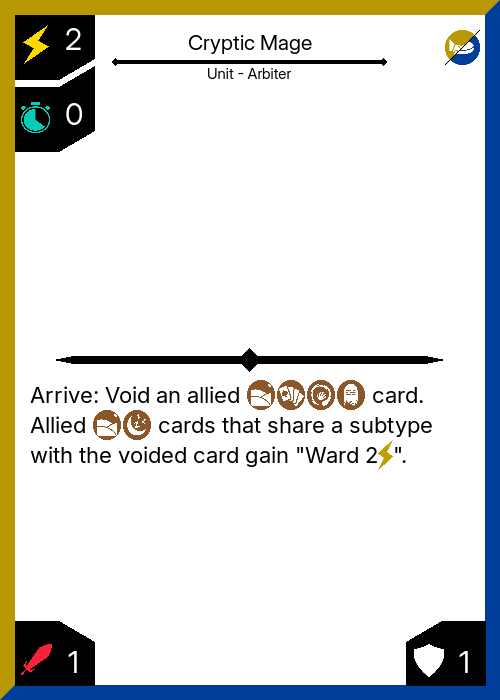 2
Cryptic Mage
Unit - Arbiter
0
Arrive: Void an allied card.
Allied cards that share a subtype
with the voided card gain "Ward 2".
1
1